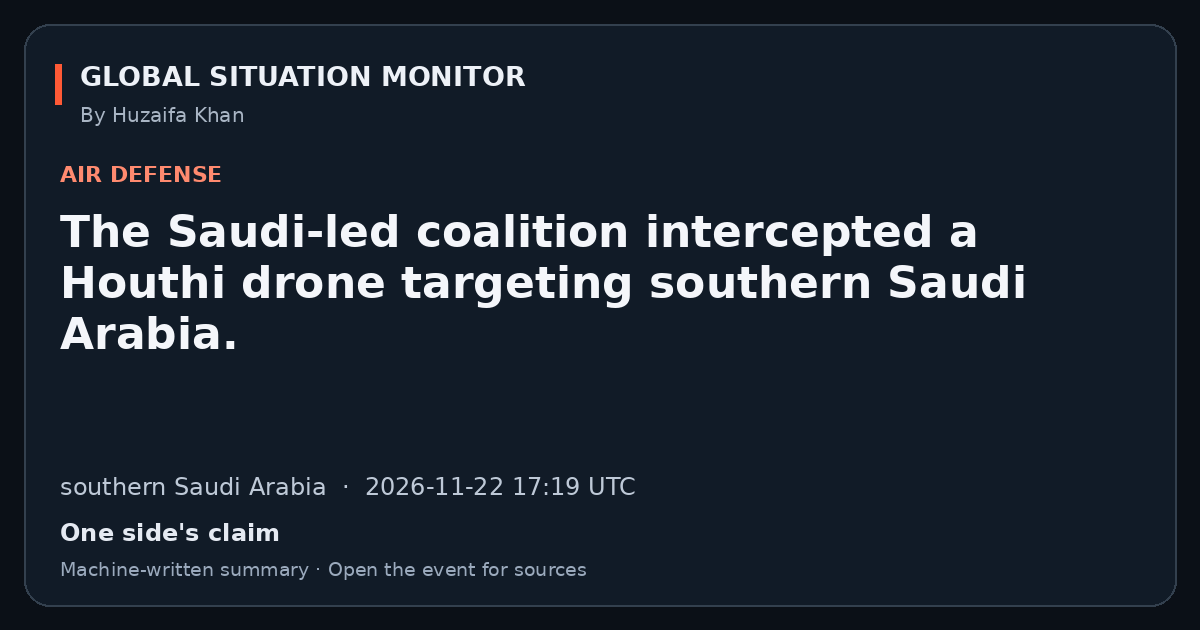 GLOBAL SITUATION MONITOR
By Huzaifa Khan
AIR DEFENSE
The Saudi-led coalition intercepted a
Houthi drone targeting southern Saudi
Arabia.
southern Saudi Arabia · 2026-11-22 17:19 UTC
One side's claim
Machine-written summary · Open the event for sources